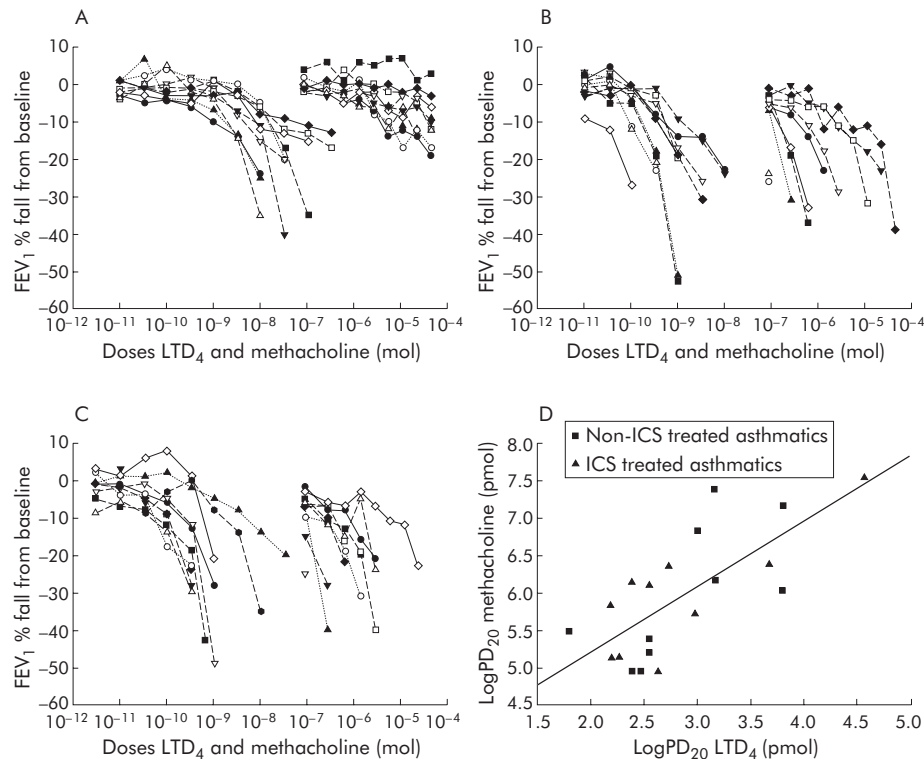 A
10
0
–10
–20
–30
–40
–50
–60
FEV1 % fall from baseline
10–12 10–11 10–10 10–9 10–8 10–7 10–6 10–5 10–4
Doses LTD4 and methacholine (mol)
B
10
0
–10
–20
–30
–40
–50
–60
FEV1 % fall from baseline
10–12 10–11 10–10 10–9 10–8 10–7 10–6 10–5 10–4
Doses LTD4 and methacholine (mol)
C
10
0
–10
–20
–30
–40
–50
–60
FEV1 % fall from baseline
10–12 10–11 10–10 10–9 10–8 10–7 10–6 10–5 10–4
Doses LTD4 and methacholine (mol)
D
Non-ICS treated asthmatics
ICS treated asthmatics
8.0
7.5
7.0
6.5
6.0
5.5
5.0
4.5
LogPD20 methacholine (pmol)
1.5 2.0 2.5 3.0 3.5 4.0 4.5 5.0
LogPD20 LTD4 (pmol)